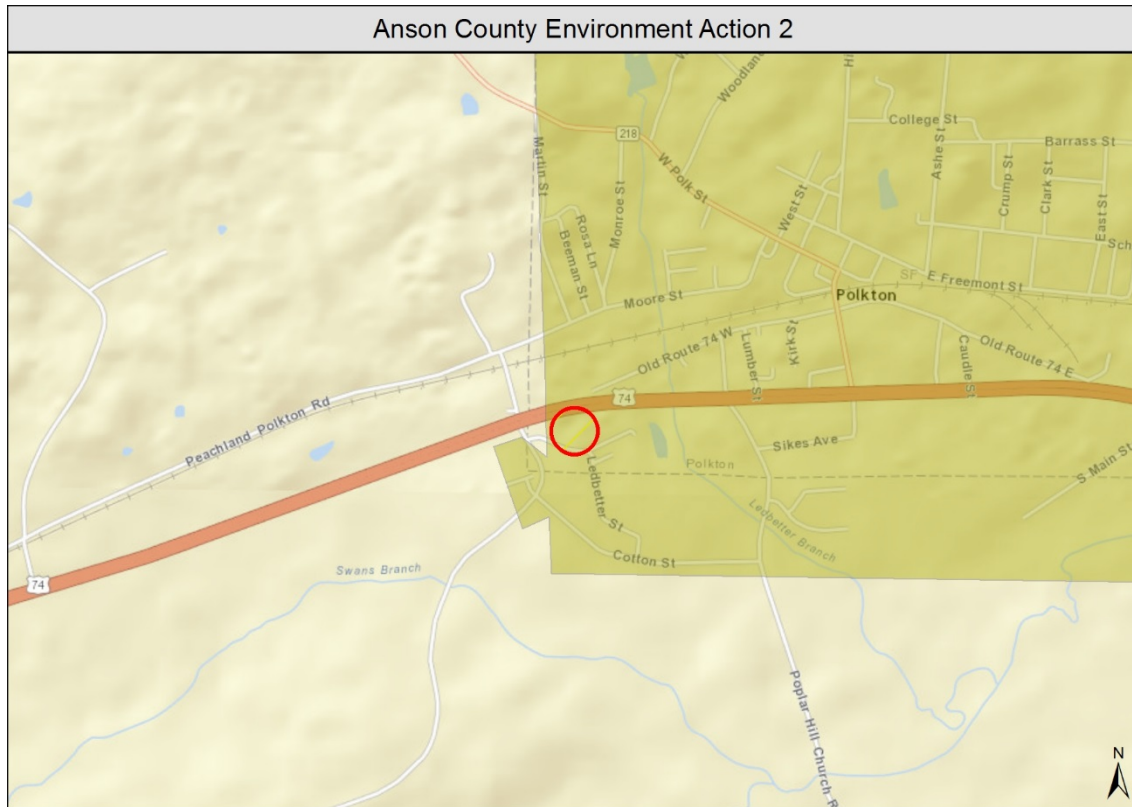 Anson County Environment Action 2
Woodland
College St
Barrass St
218
Martin St
W Polk St
Ashe St
Crump St
Clark St
East St
Monroe St
West St
Rosa Ln
Beeman St
Sch
SF
E Freemont St
Moore St
Polkton
Old Route 74 W
Lumber St
Kirk St
Caudle St
Old Route 74 E
74
Peachland Polkton Rd
Sikes Ave
Polkton
S Main St
Ledbetter St
Ledbetter Branch
Cotton St
Swans Branch
74
Poplar Hill Church R
N